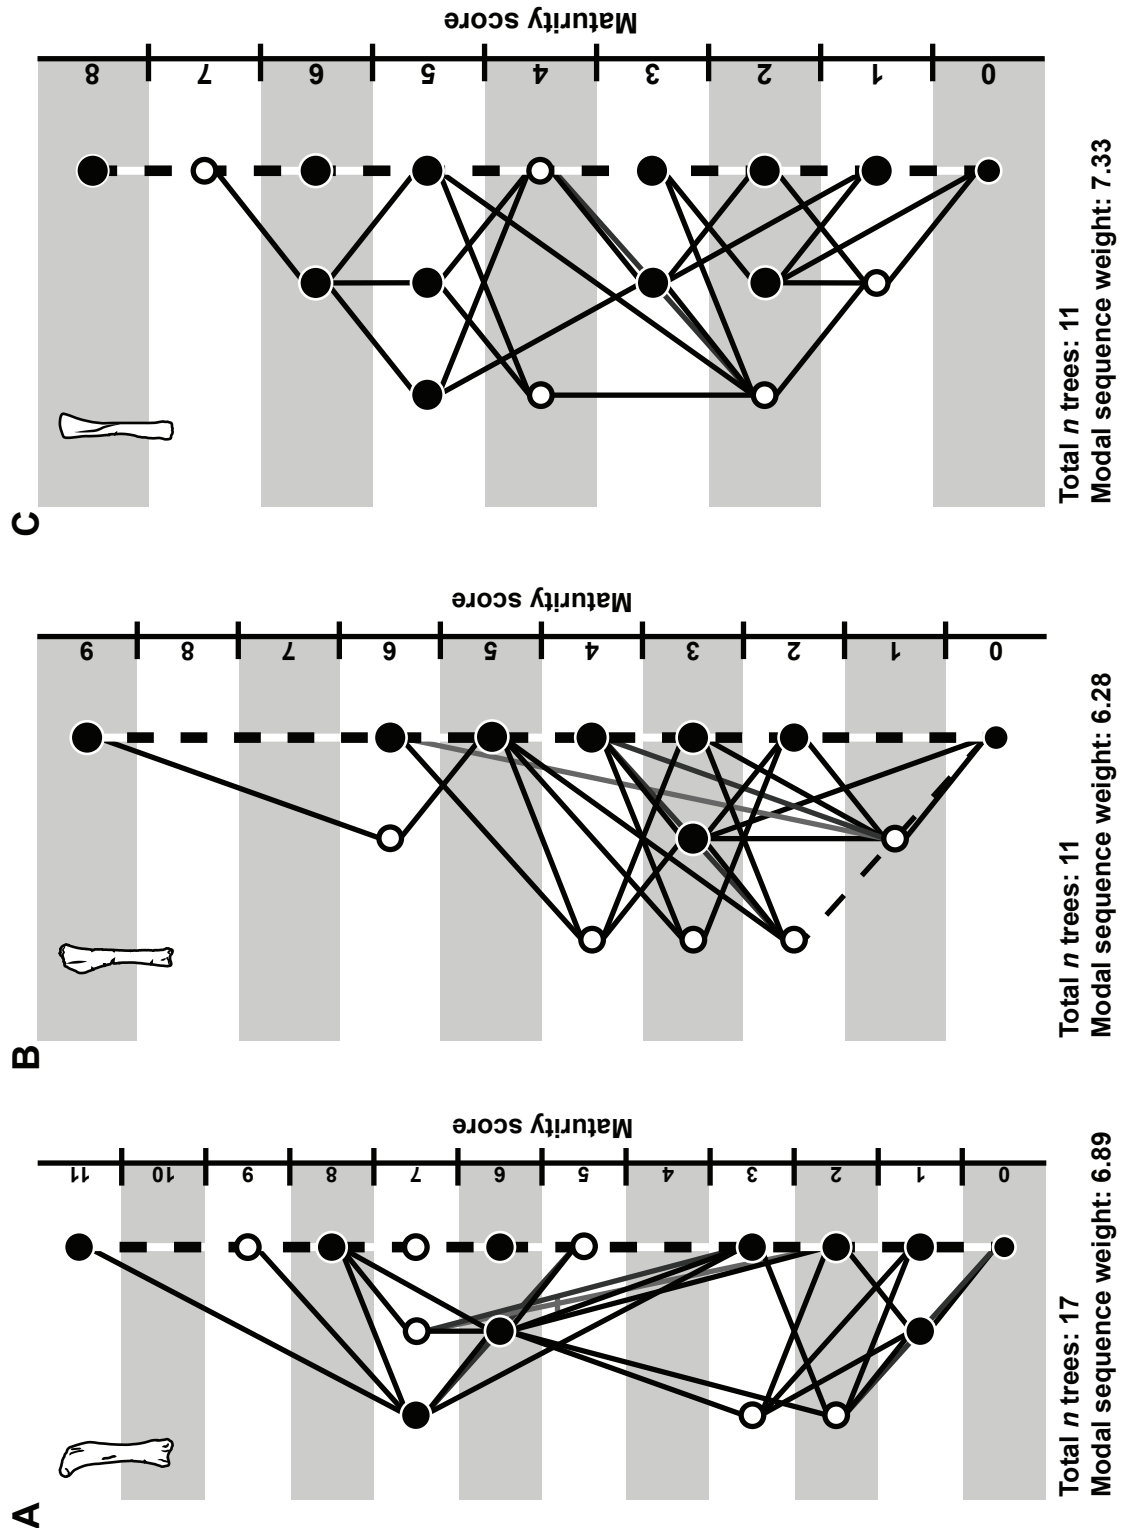 A
Maturity score
11
10
9
8
7
6
5
4
3
2
1
0
Total n trees: 17
Modal sequence weight: 6.89
B
Maturity score
9
8
7
6
5
4
3
2
1
0
Total n trees: 11
Modal sequence weight: 6.28
C
Maturity score
8
7
6
5
4
3
2
1
0
Total n trees: 11
Modal sequence weight: 7.33